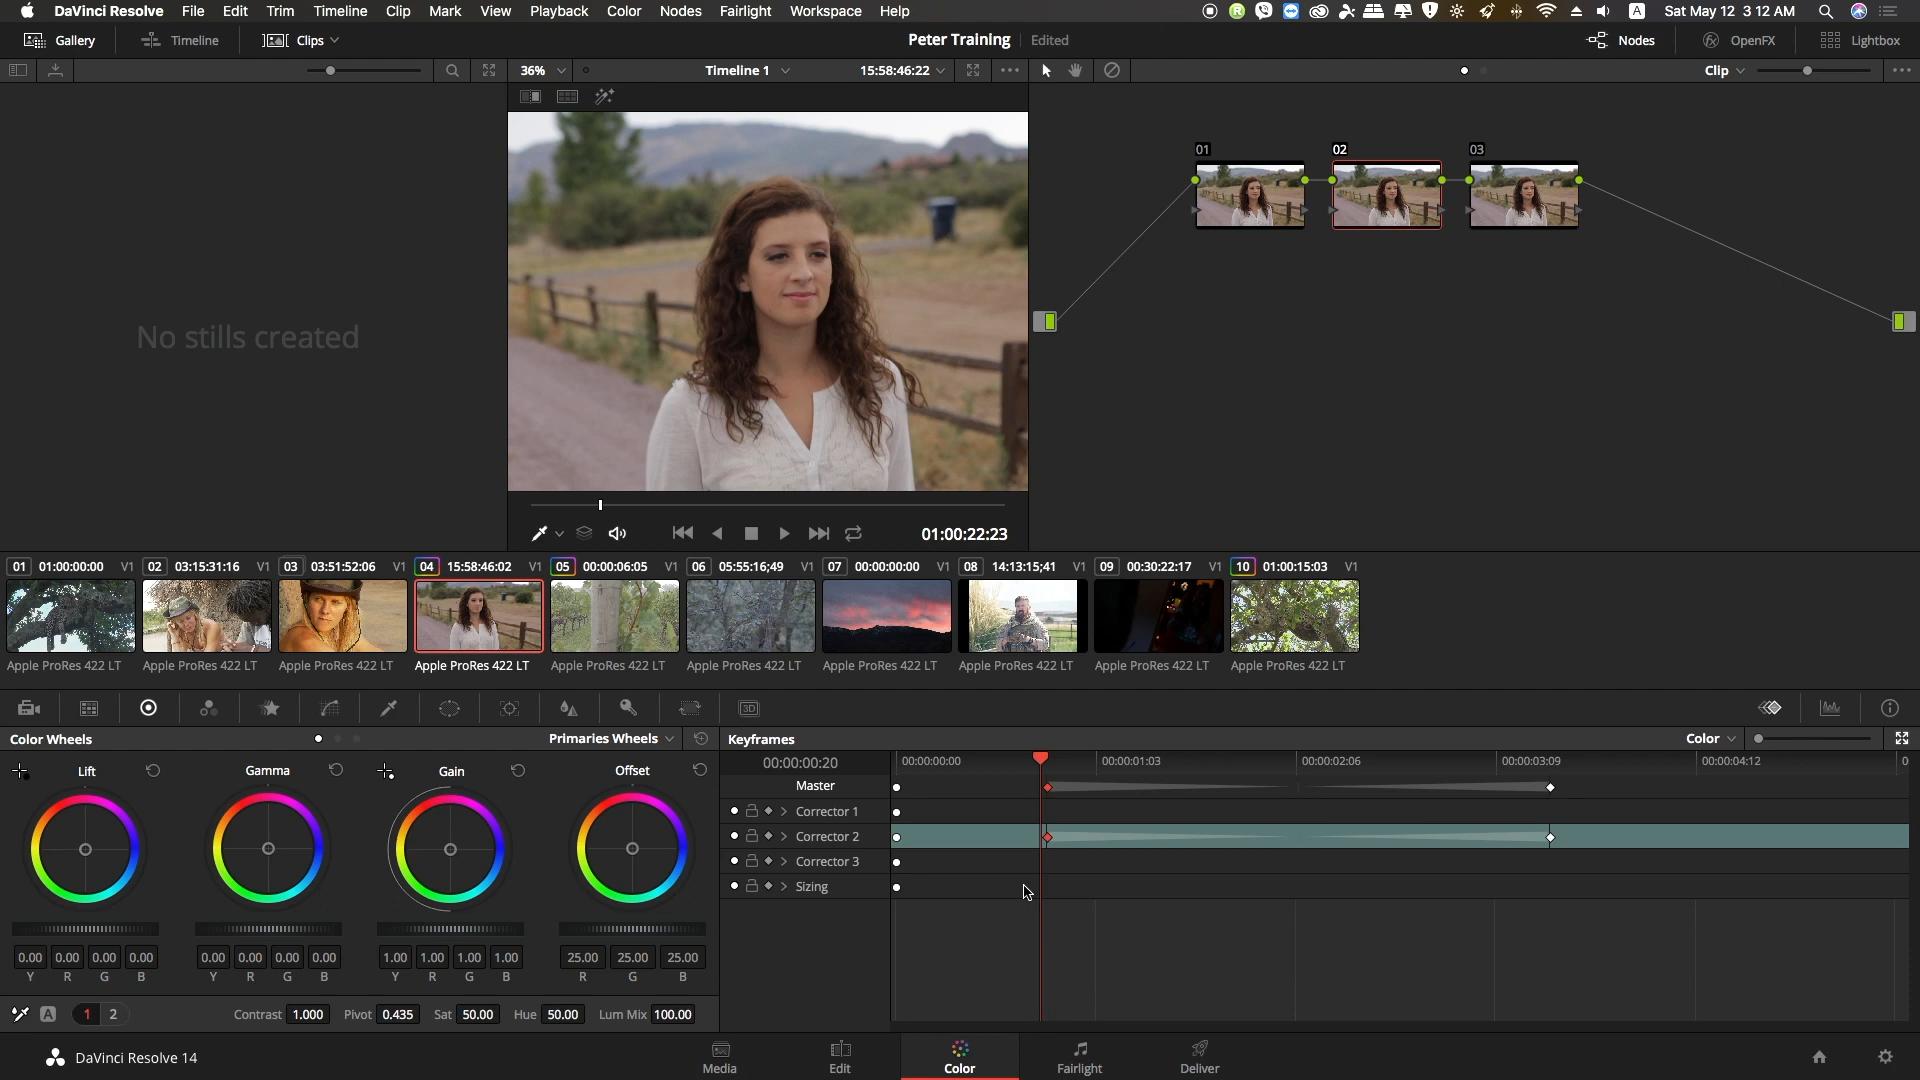 DaVinci Resolve File Edit Trim Timeline Clip Mark View Playback Color Nodes Fairlight Workspace Help A Sat May 12 3 12 AM
Gallery Timeline Clips Peter Training Edited Nodes OpenFX Lightbox
36% Timeline 1 15:58:46:22 Clip
No stills created
01 02 03
01:00:22:23
01 01:00:00:00 V1 02 03:15:31:16 V1 03 03:51:52:06 V1 04 15:58:46:02 V1 05 00:00:06:05 V1 06 05:55:16;49 V1 07 00:00:00:00 V1 08 14:13:15;41 V1 09 00:30:22:17 V1 10 01:00:15:03 V1
Apple ProRes 422 LT Apple ProRes 422 LT Apple ProRes 422 LT Apple ProRes 422 LT Apple ProRes 422 LT Apple ProRes 422 LT Apple ProRes 422 LT Apple ProRes 422 LT Apple ProRes 422 LT Apple ProRes 422 LT
3D
Color Wheels Primaries Wheels Keyframes Color
Lift Gamma Gain Offset
00:00:00:20 00:00:00:00 00:00:01:03 00:00:02:06 00:00:03:09 00:00:04:12 0
Master
Corrector 1
Corrector 2
Corrector 3
Sizing
0.00 0.00 0.00 0.00 0.00 0.00 0.00 0.00 1.00 1.00 1.00 1.00 25.00 25.00 25.00
Y R G B Y R G B Y R G B R G B
A 1 2 Contrast 1.000 Pivot 0.435 Sat 50.00 Hue 50.00 Lum Mix 100.00
DaVinci Resolve 14 Media Edit Color Fairlight Deliver